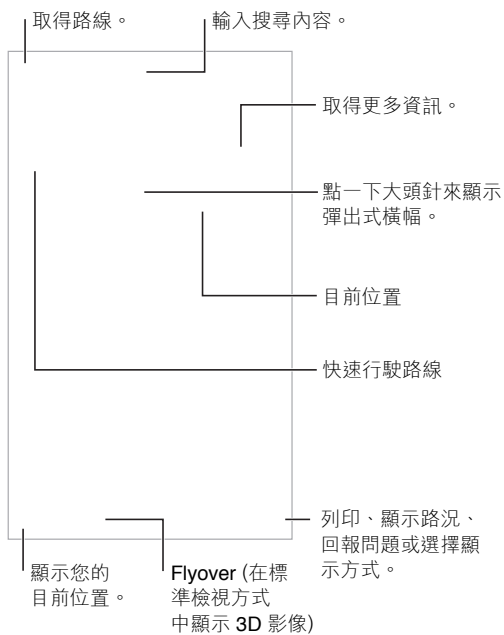 取得路線。
輸入搜尋內容。
取得更多資訊。
點一下大頭針來顯示
彈出式橫幅。
目前位置
快速行駛路線
列印、顯示路況、
回報問題或選擇顯
示方式。
顯示您的
目前位置。
Flyover (在標
準檢視方式
中顯示 3D 影像)